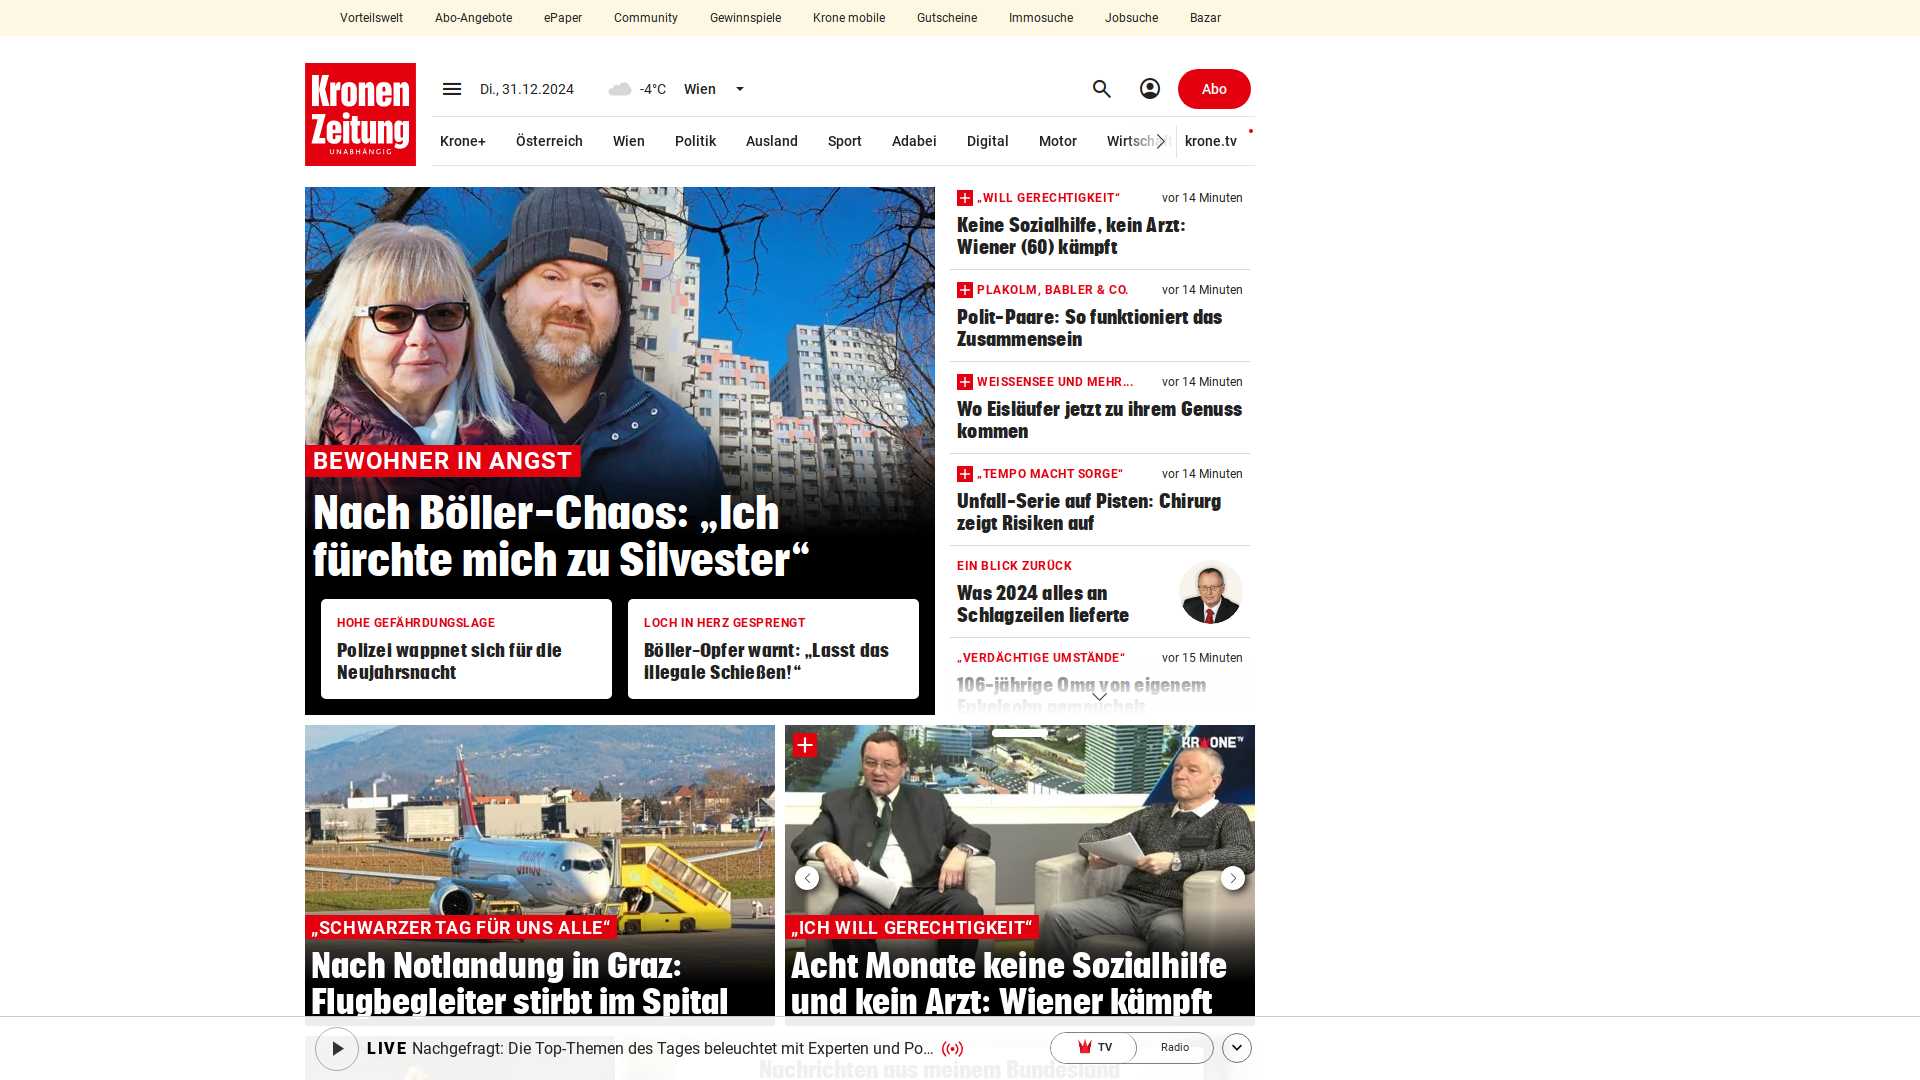 Vorteilswelt Abo-Angebote ePaper Community Gewinnspiele Krone mobile Gutscheine Immosuche Jobsuche Bazar
Kronen
Zeitung
UNABHÄNGIG
Di., 31.12.2024 -4°C Wien Abo
Krone+ Österreich Wien Politik Ausland Sport Adabei Digital Motor Wirtschaft krone.tv
BEWOHNER IN ANGST
Nach Böller-Chaos: „Ich
fürchte mich zu Silvester“
HOHE GEFÄHRDUNGSLAGE
Polizei wappnet sich für die
Neujahrsnacht
LOCH IN HERZ GESPRENGT
Böller-Opfer warnt: „Lasst das
illegale Schießen!“
„WILL GERECHTIGKEIT“ vor 14 Minuten
Keine Sozialhilfe, kein Arzt:
Wiener (60) kämpft
PLAKOLM, BABLER & CO. vor 14 Minuten
Polit-Paare: So funktioniert das
Zusammensein
WEISSENSEE UND MEHR... vor 14 Minuten
Wo Eisläufer jetzt zu ihrem Genuss
kommen
„TEMPO MACHT SORGE“ vor 14 Minuten
Unfall-Serie auf Pisten: Chirurg
zeigt Risiken auf
EIN BLICK ZURÜCK
Was 2024 alles an
Schlagzeilen lieferte
„VERDÄCHTIGE UMSTÄNDE“ vor 15 Minuten
106-jährige Oma von eigenem
Enkelsohn gemeuchelt
swiss
„SCHWARZER TAG FÜR UNS ALLE“
Nach Notlandung in Graz:
Flugbegleiter stirbt im Spital
KRONE TV
„ICH WILL GERECHTIGKEIT“
Acht Monate keine Sozialhilfe
und kein Arzt: Wiener kämpft
LIVE Nachgefragt: Die Top-Themen des Tages beleuchtet mit Experten und Po... TV Radio
Nachrichten aus meinem Bundesland